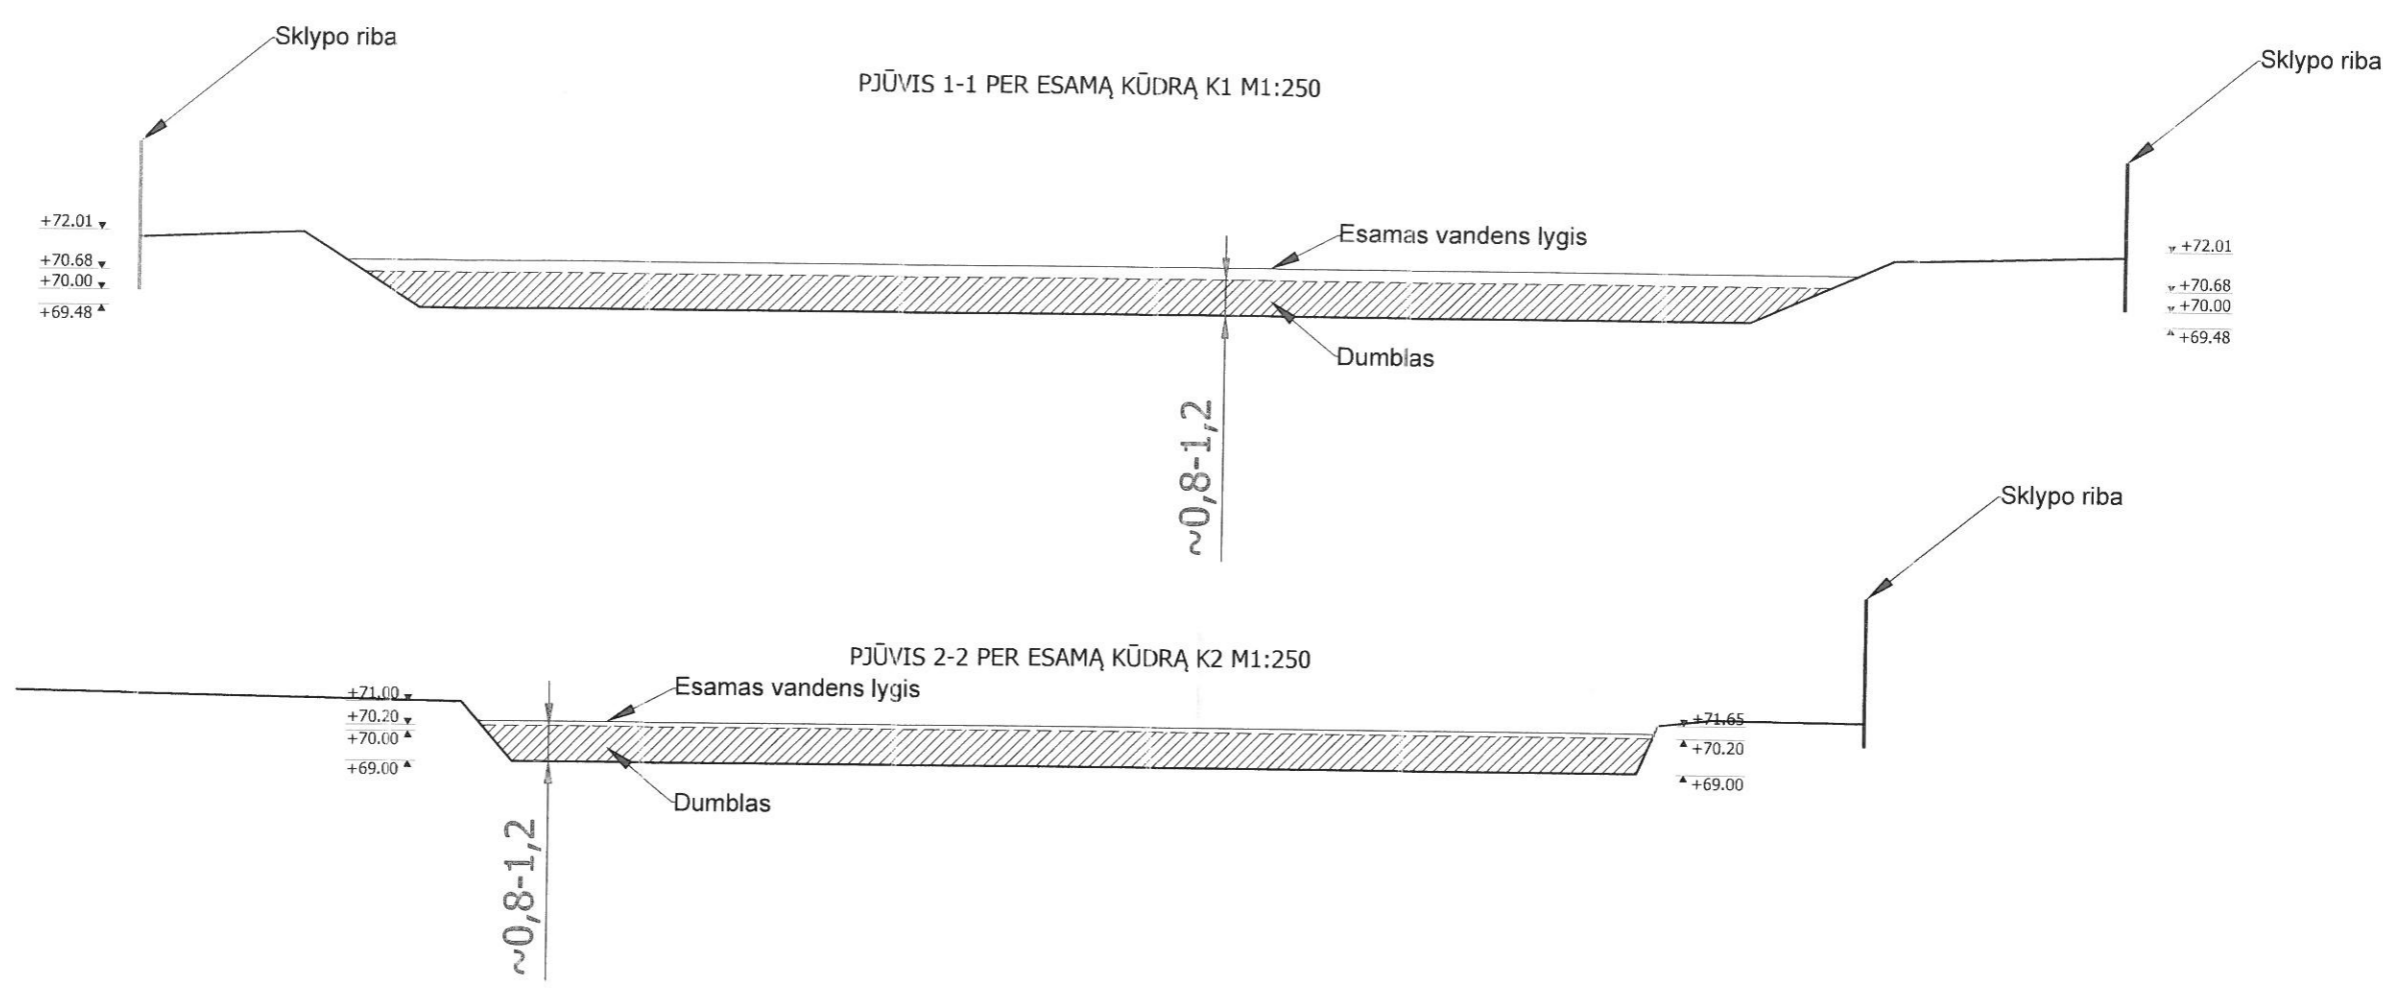 Sklypo riba
Sklypo riba
PJŪVIS 1-1 PER ESAMĄ KŪDRĄ K1 M1:250
+72.01
+70.68
+70.00
+69.48
Esamas vandens lygis
+72.01
+70.68
+70.00
+69.48
Dumblas
~0,8-1,2
Sklypo riba
PJŪVIS 2-2 PER ESAMĄ KŪDRĄ K2 M1:250
Esamas vandens lygis
+71.00
+70.20
+70.00
+69.00
+71.65
+70.20
+69.00
Dumblas
~0,8-1,2